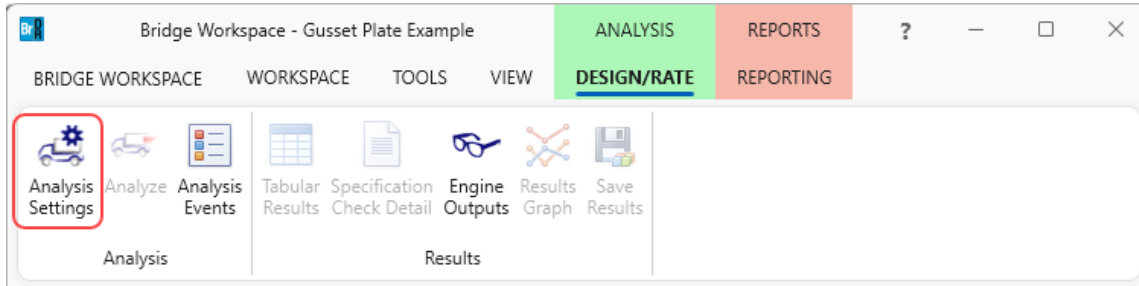 BrDR Bridge Workspace - Gusset Plate Example ANALYSIS REPORTS ?
BRIDGE WORKSPACE WORKSPACE TOOLS VIEW DESIGN/RATE REPORTING
Analysis Analyze Analysis Tabular Specification Engine Results Save
Settings Events Results Check Detail Outputs Graph Results
Analysis Results